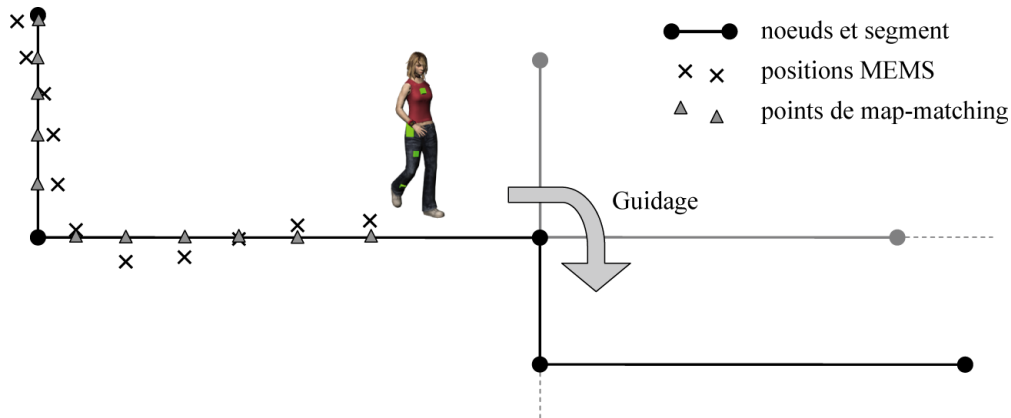 noeuds et segment
positions MEMS
points de map-matching
Guidage